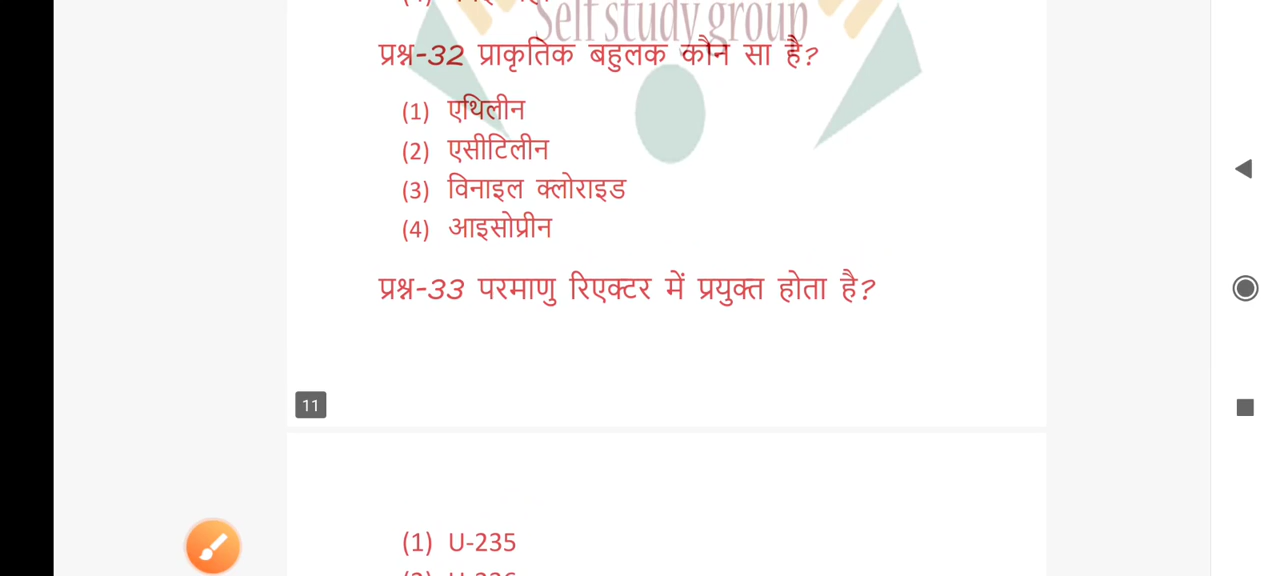 Self study group
प्रश्न-32 प्राकृतिक बहुलक कौन सा है?
(1) एथिलीन
(2) एसीटिलीन
(3) विनाइल क्लोराइड
(4) आइसोप्रीन
प्रश्न-33 परमाणु रिएक्टर में प्रयुक्त होता है?
11
(1) U-235